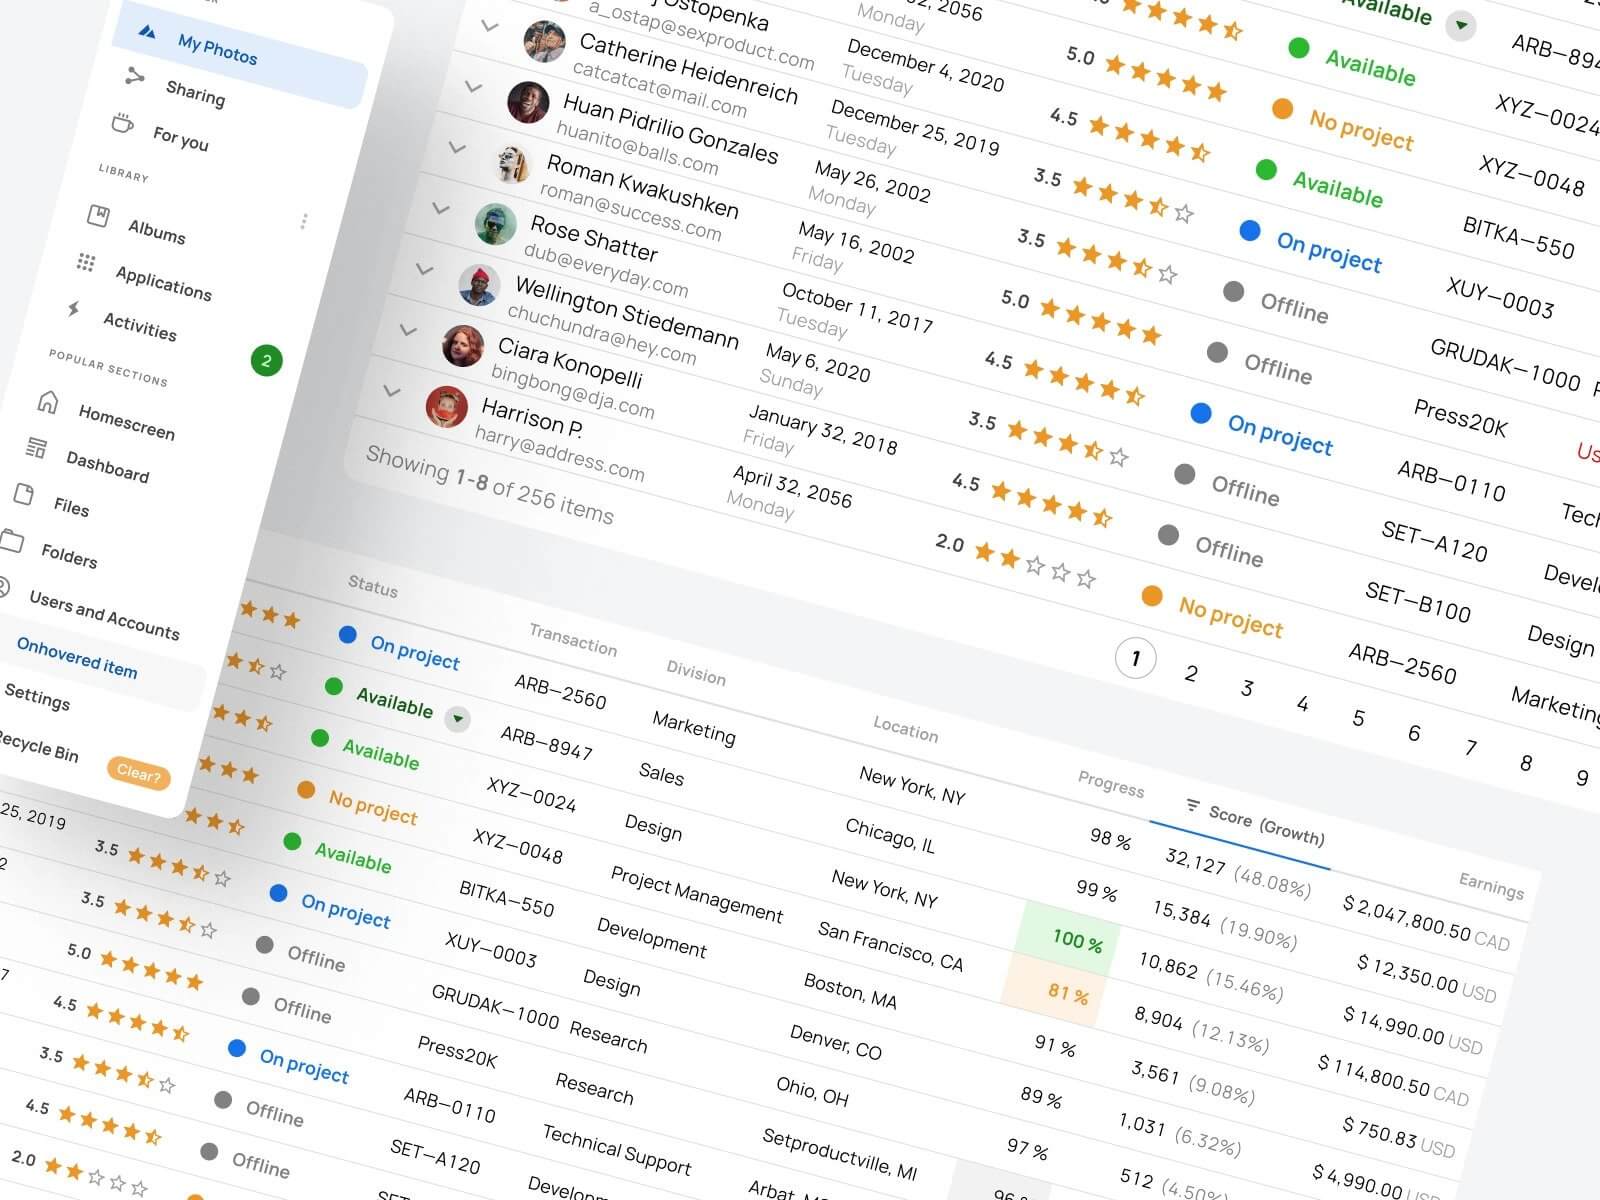 My Photos
Sharing
For you
LIBRARY
Albums
Applications
Activities
2
POPULAR SECTIONS
Homescreen
Dashboard
Files
Folders
Users and Accounts
Onhovered item
Settings
Recycle Bin
Clear?
Ostopenka
a_ostap@sexproduct.com
Monday
Catherine Heidenreich
catcatcat@mail.com
December 4, 2020
Tuesday
5.0
Huan Pidrilio Gonzales
huanito@balls.com
December 25, 2019
Tuesday
4.5
Roman Kwakushken
roman@success.com
May 26, 2002
Monday
3.5
Rose Shatter
dub@everyday.com
May 16, 2002
Friday
3.5
Wellington Stiedemann
chuchundra@hey.com
October 11, 2017
Tuesday
5.0
Ciara Konopelli
bingbong@dja.com
May 6, 2020
Sunday
4.5
Harrison P.
harry@address.com
January 32, 2018
Friday
3.5
April 32, 2056
Monday
4.5
2.0
Showing 1-8 of 256 items
Available
ARB–894
Available
XYZ–0024
No project
XYZ–0048
Available
BITKA–550
On project
XUY–0003
Offline
GRUDAK–1000
Offline
Press20K
On project
ARB–0110
Offline
SET–A120
Offline
SET–B100
Design
No project
ARB–2560
Marketing
1 2 3 4 5 6 7 8 9
Status
Transaction
Division
Location
Progress
Score (Growth)
Earnings
On project
ARB–2560
Marketing
New York, NY
98 %
32,127 (48.08%)
$ 2,047,800.50 CAD
Available
ARB–8947
Sales
Chicago, IL
99 %
15,384 (19.90%)
$ 12,350.00 USD
Available
XYZ–0024
Design
New York, NY
100 %
10,862 (15.46%)
$ 14,990.00 USD
No project
XYZ–0048
Project Management
San Francisco, CA
81 %
8,904 (12.13%)
$ 114,800.50 CAD
Available
BITKA–550
Development
Boston, MA
91 %
3,561 (9.08%)
$ 750.83 USD
25, 2019
3.5
On project
XUY–0003
Design
Denver, CO
89 %
1,031 (6.32%)
$ 4,990.00 USD
2
3.5
Offline
GRUDAK–1000
Research
Ohio, OH
97 %
512 (4.50%)
5.0
Offline
Press20K
Research
Setproductville, MI
96 %
7
4.5
On project
ARB–0110
Technical Support
Arbat,
3.5
Offline
SET–A120
4.5
Offline
2.0